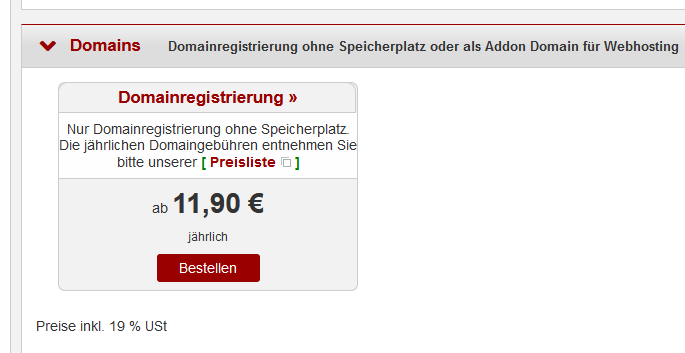 Domains Domainregistrierung ohne Speicherplatz oder als Addon Domain für Webhosting
Domainregistrierung »
Nur Domainregistrierung ohne Speicherplatz.
Die jährlichen Domaingebühren entnehmen Sie
bitte unserer [ Preisliste ]
ab 11,90 €
jährlich
Bestellen
Preise inkl. 19 % USt